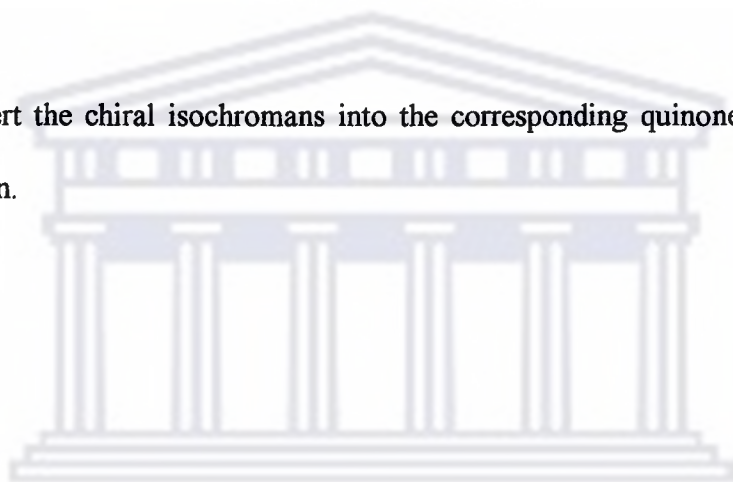 ert the chiral isochromans into the corresponding quinone
n.